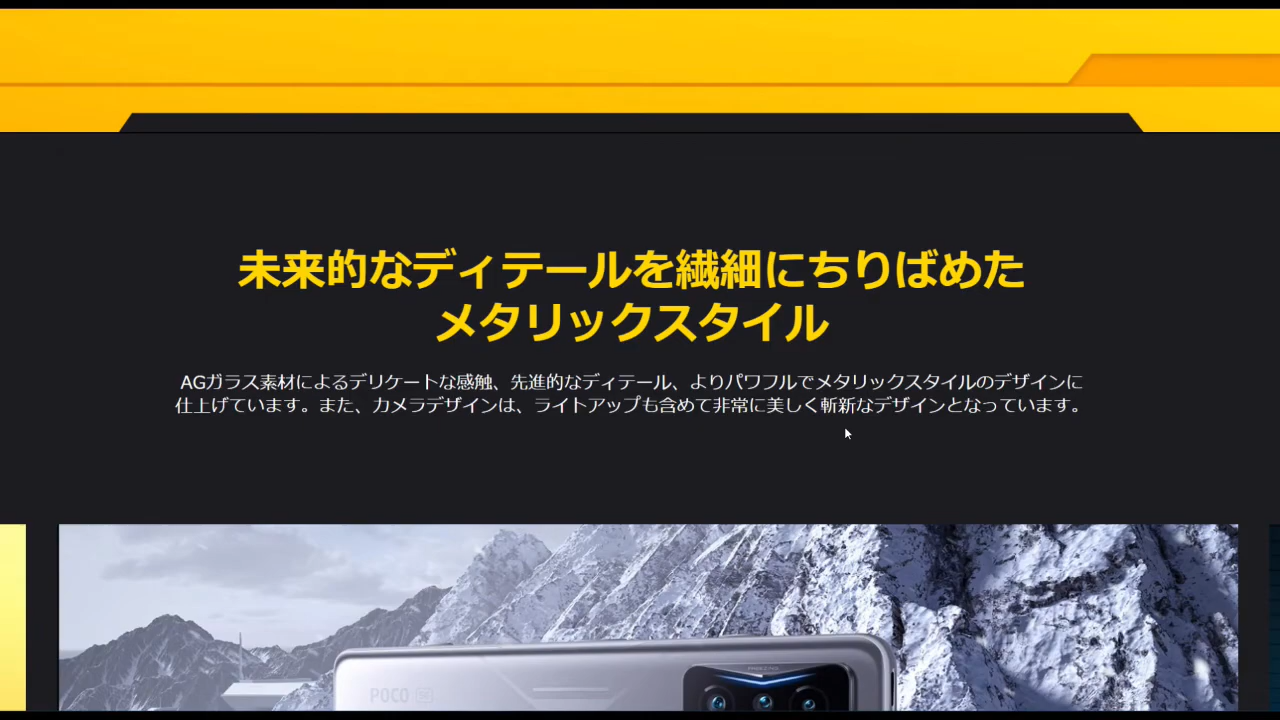 未来的なディテールを繊細にちりばめた
メタリックスタイル
AGガラス素材によるデリケートな感触、先進的なディテール、よりパワフルでメタリックスタイルのデザインに
仕上げています。また、カメラデザインは、ライトアップも含めて非常に美しく斬新なデザインとなっています。
POCO 5G